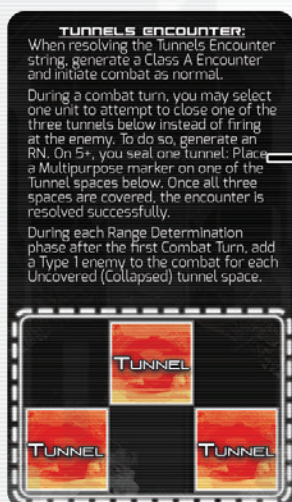 TUNNELS ENCOUNTER:
When resolving the Tunnels Encounter
string, generate a Class A Encounter
and initiate combat as normal.
During a combat turn, you may select
one unit to attempt to close one of the
three tunnels below instead of firing
at the enemy. To do so, generate an
RN. On 5+, you seal one tunnel: Place
a Multipurpose marker on one of the
Tunnel spaces below. Once all three
spaces are covered, the encounter is
resolved successfully.
During each Range Determination
phase after the first Combat Turn, add
a Type 1 enemy to the combat for each
Uncovered (Collapsed) tunnel space.
TUNNEL
TUNNEL
TUNNEL